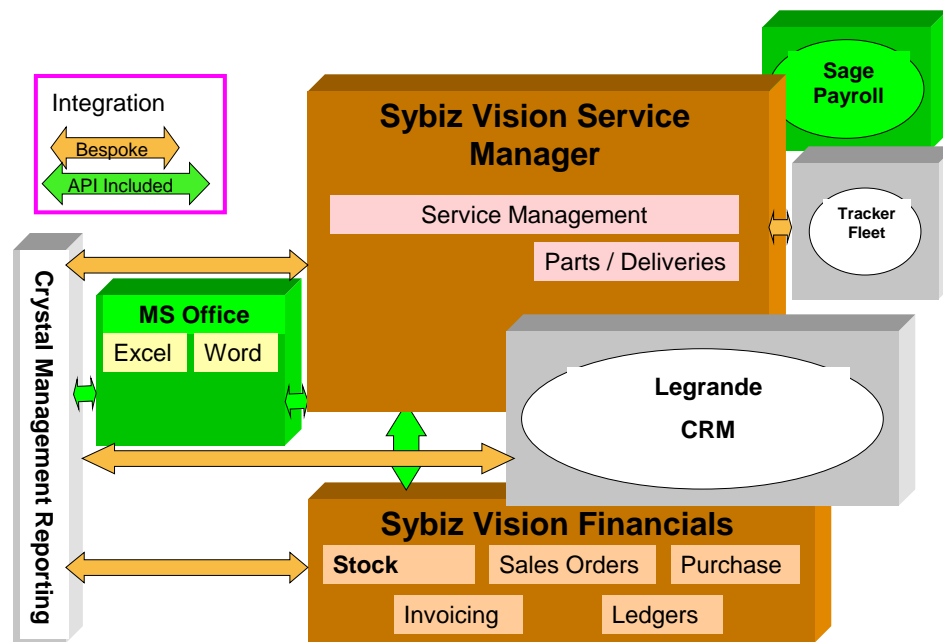 Sage
Payroll
Integration
Bespoke
API Included
Sybiz Vision Service
Manager
Service Management
Parts / Deliveries
Tracker
Fleet
Crystal Management Reporting
MS Office
Excel Word
Legrande
CRM
Sybiz Vision Financials
Stock Sales Orders Purchase
Invoicing Ledgers